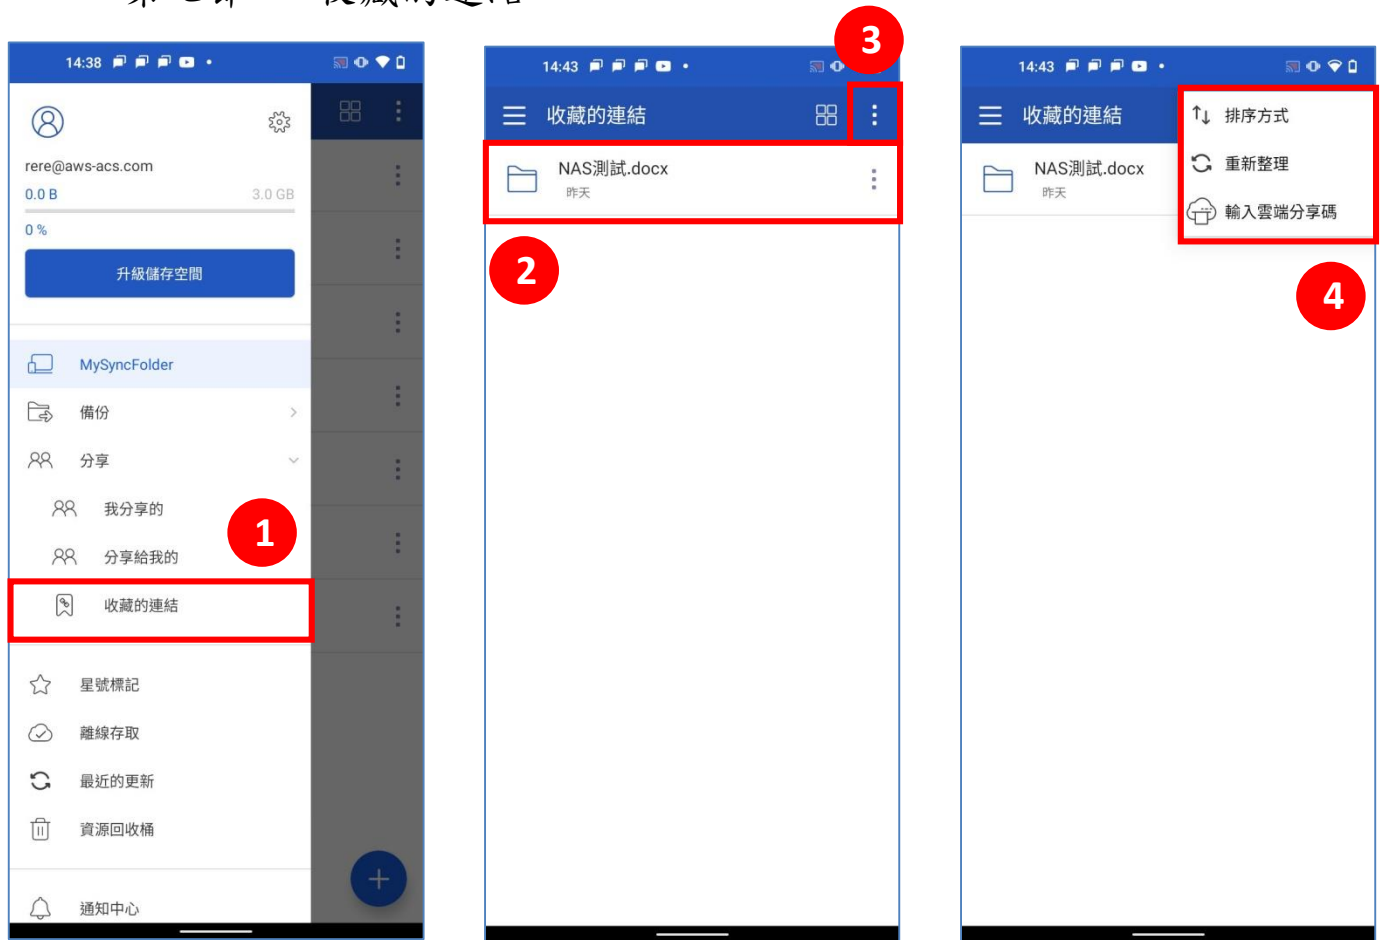 3
14:38
rere@aws-acs.com
0.0 B
3.0 GB
0 %
升級儲存空間
MySyncFolder
備份
分享
我分享的
1
分享給我的
收藏的連結
星號標記
離線存取
最近的更新
資源回收桶
通知中心
14:43
收藏的連結
NAS測試.docx
昨天
2
14:43
收藏的連結
NAS測試.docx
昨天
排序方式
重新整理
輸入雲端分享碼
4